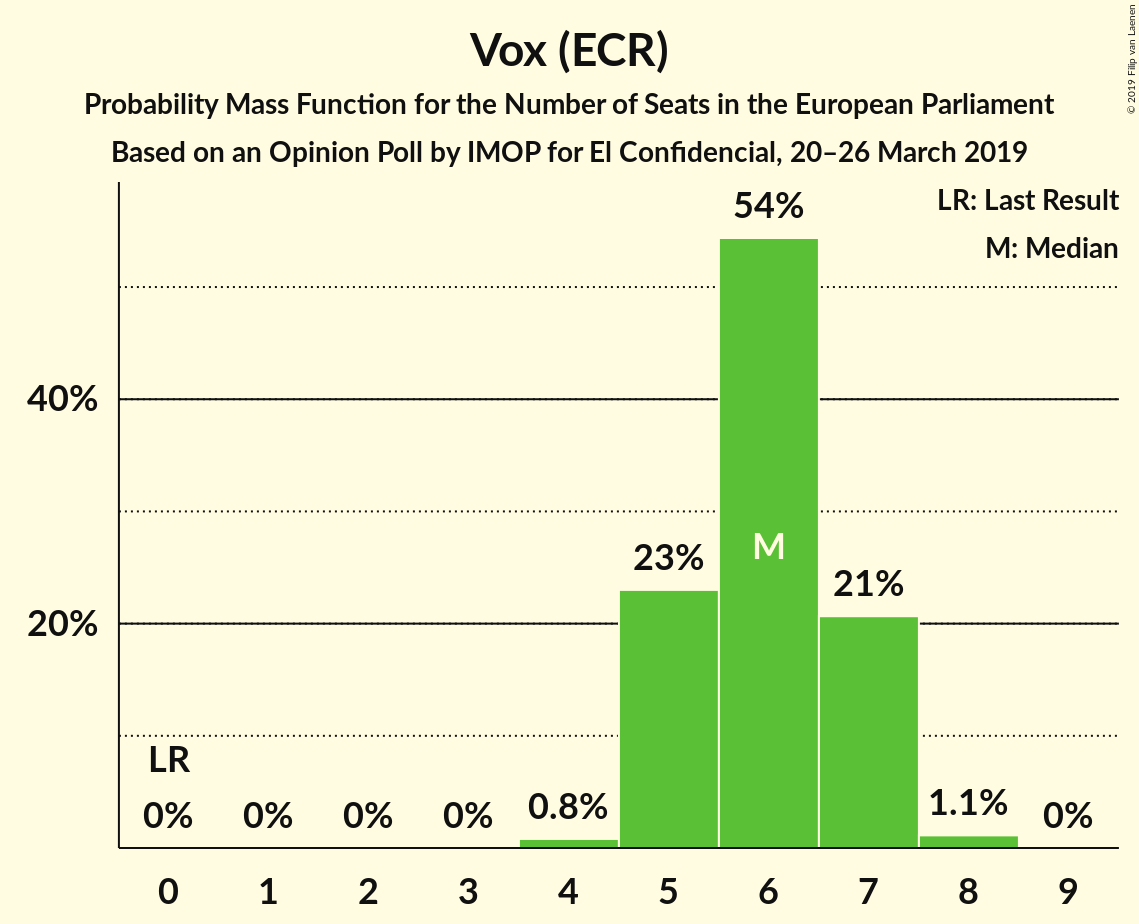 Vox (ECR)
Probability Mass Function for the Number of Seats in the European Parliament
Based on an Opinion Poll by IMOP for El Confidencial, 20–26 March 2019
© 2019 Filip van Laenen
LR: Last Result
M: Median
54%
40%
M
23%
21%
20%
LR
0%
0%
0%
0%
0.8%
1.1%
0%
0 1 2 3 4 5 6 7 8 9